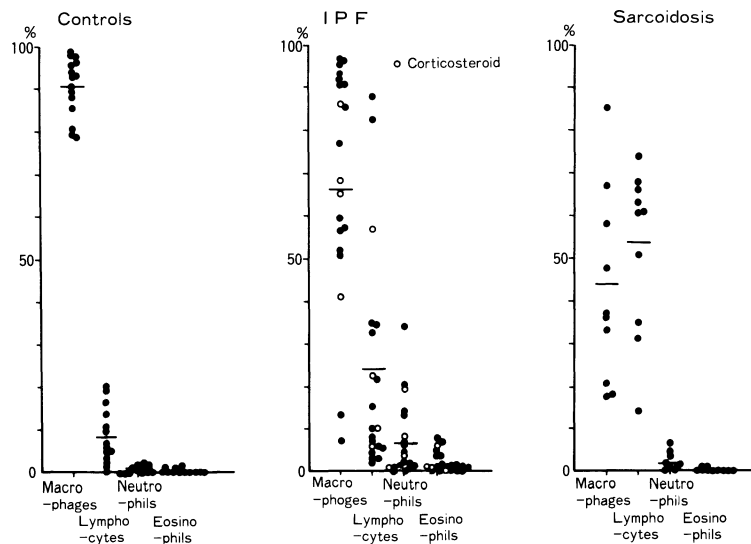 Controls
%
100
50
0
Macro
-phages
Lympho
-cytes
Neutro
-phils
Eosino
-phils
I P F
%
100
o Corticosteroid
50
0
Macro
-phoges
Lympho
-cytes
Neutro
-phils
Eosino
-phils
Sarcoidosis
%
100
50
0
Macro
-phages
Lympho
-cytes
Neutro
-phils
Eosino
-phils